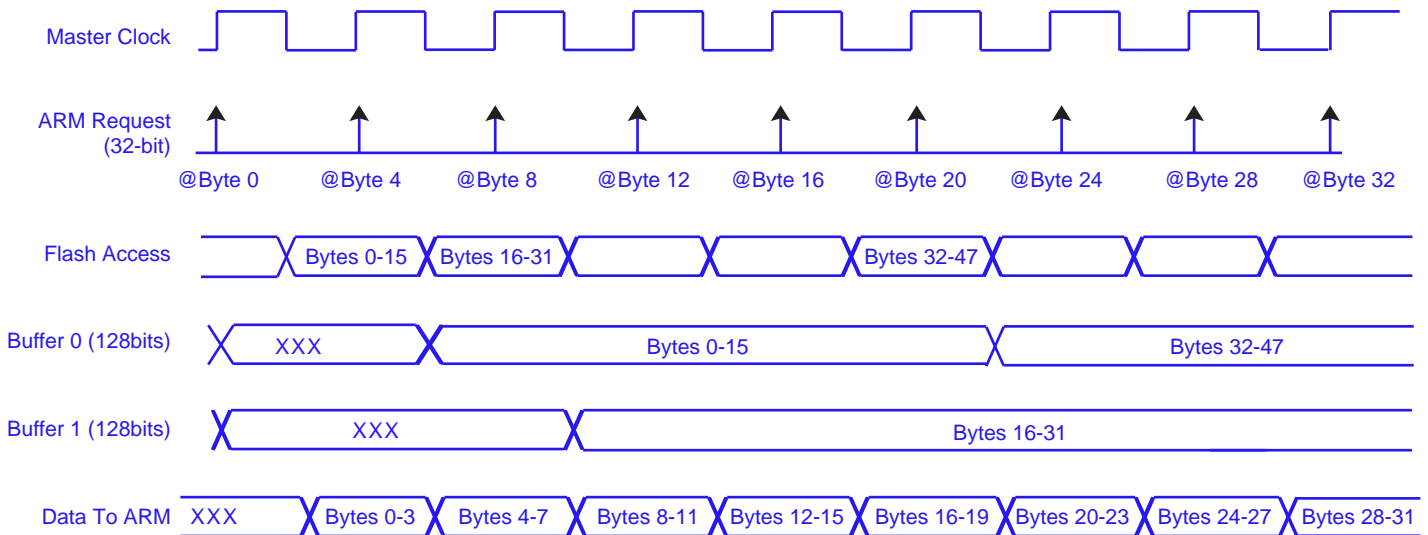 Master Clock
ARM Request
(32-bit)
@Byte 0 @Byte 4 @Byte 8 @Byte 12 @Byte 16 @Byte 20 @Byte 24 @Byte 28 @Byte 32
Flash Access Bytes 0-15 Bytes 16-31 Bytes 32-47
Buffer 0 (128bits) XXX Bytes 0-15 Bytes 32-47
Buffer 1 (128bits) XXX Bytes 16-31
Data To ARM XXX Bytes 0-3 Bytes 4-7 Bytes 8-11 Bytes 12-15 Bytes 16-19 Bytes 20-23 Bytes 24-27 Bytes 28-31